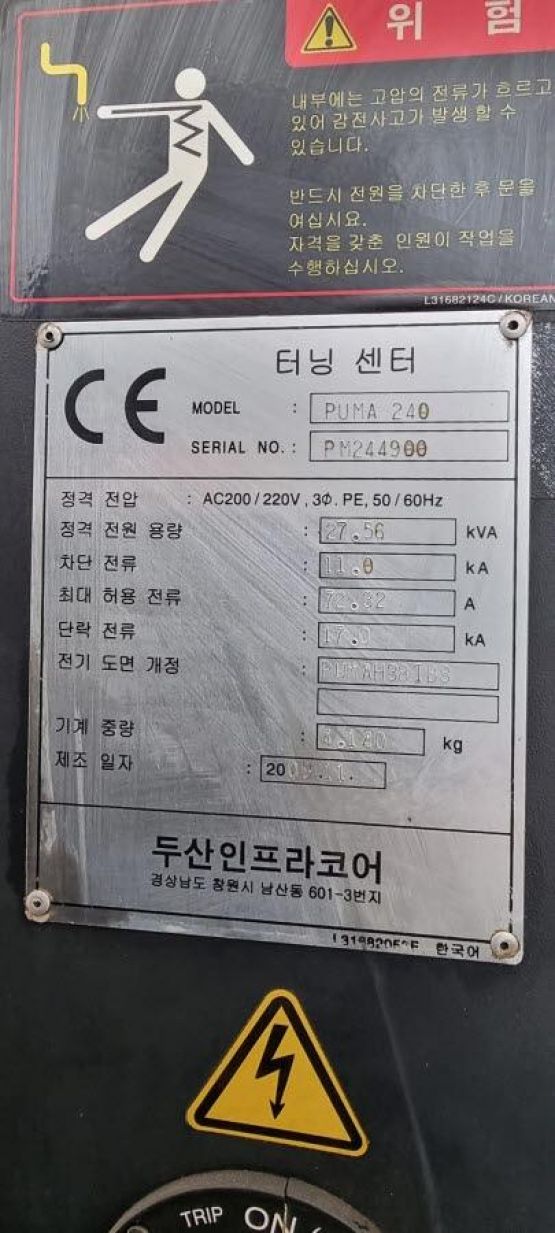 위 험
내부에는 고압의 전류가 흐르고
있어 감전사고가 발생 할 수
있습니다.
반드시 전원을 차단한 후 문을
여십시요.
자격을 갖춘 인원이 작업을
수행하십시오.
L31682124C / KOREAN
CE
터닝 센터
MODEL : PUMA 240
SERIAL NO. : PM244900
정격 전압 : AC200 / 220V , 3Φ. PE, 50 / 60Hz
정격 전원 용량 : 27.56 kVA
차단 전류 : 11.0 kA
최대 허용 전류 : 72.32 A
단락 전류 : 17.0 kA
전기 도면 개정 :
기계 중량 : kg
제조 일자 : 20
두산인프라코어
경상남도 창원시 남산동 601-3번지
한국어
TRIP ON